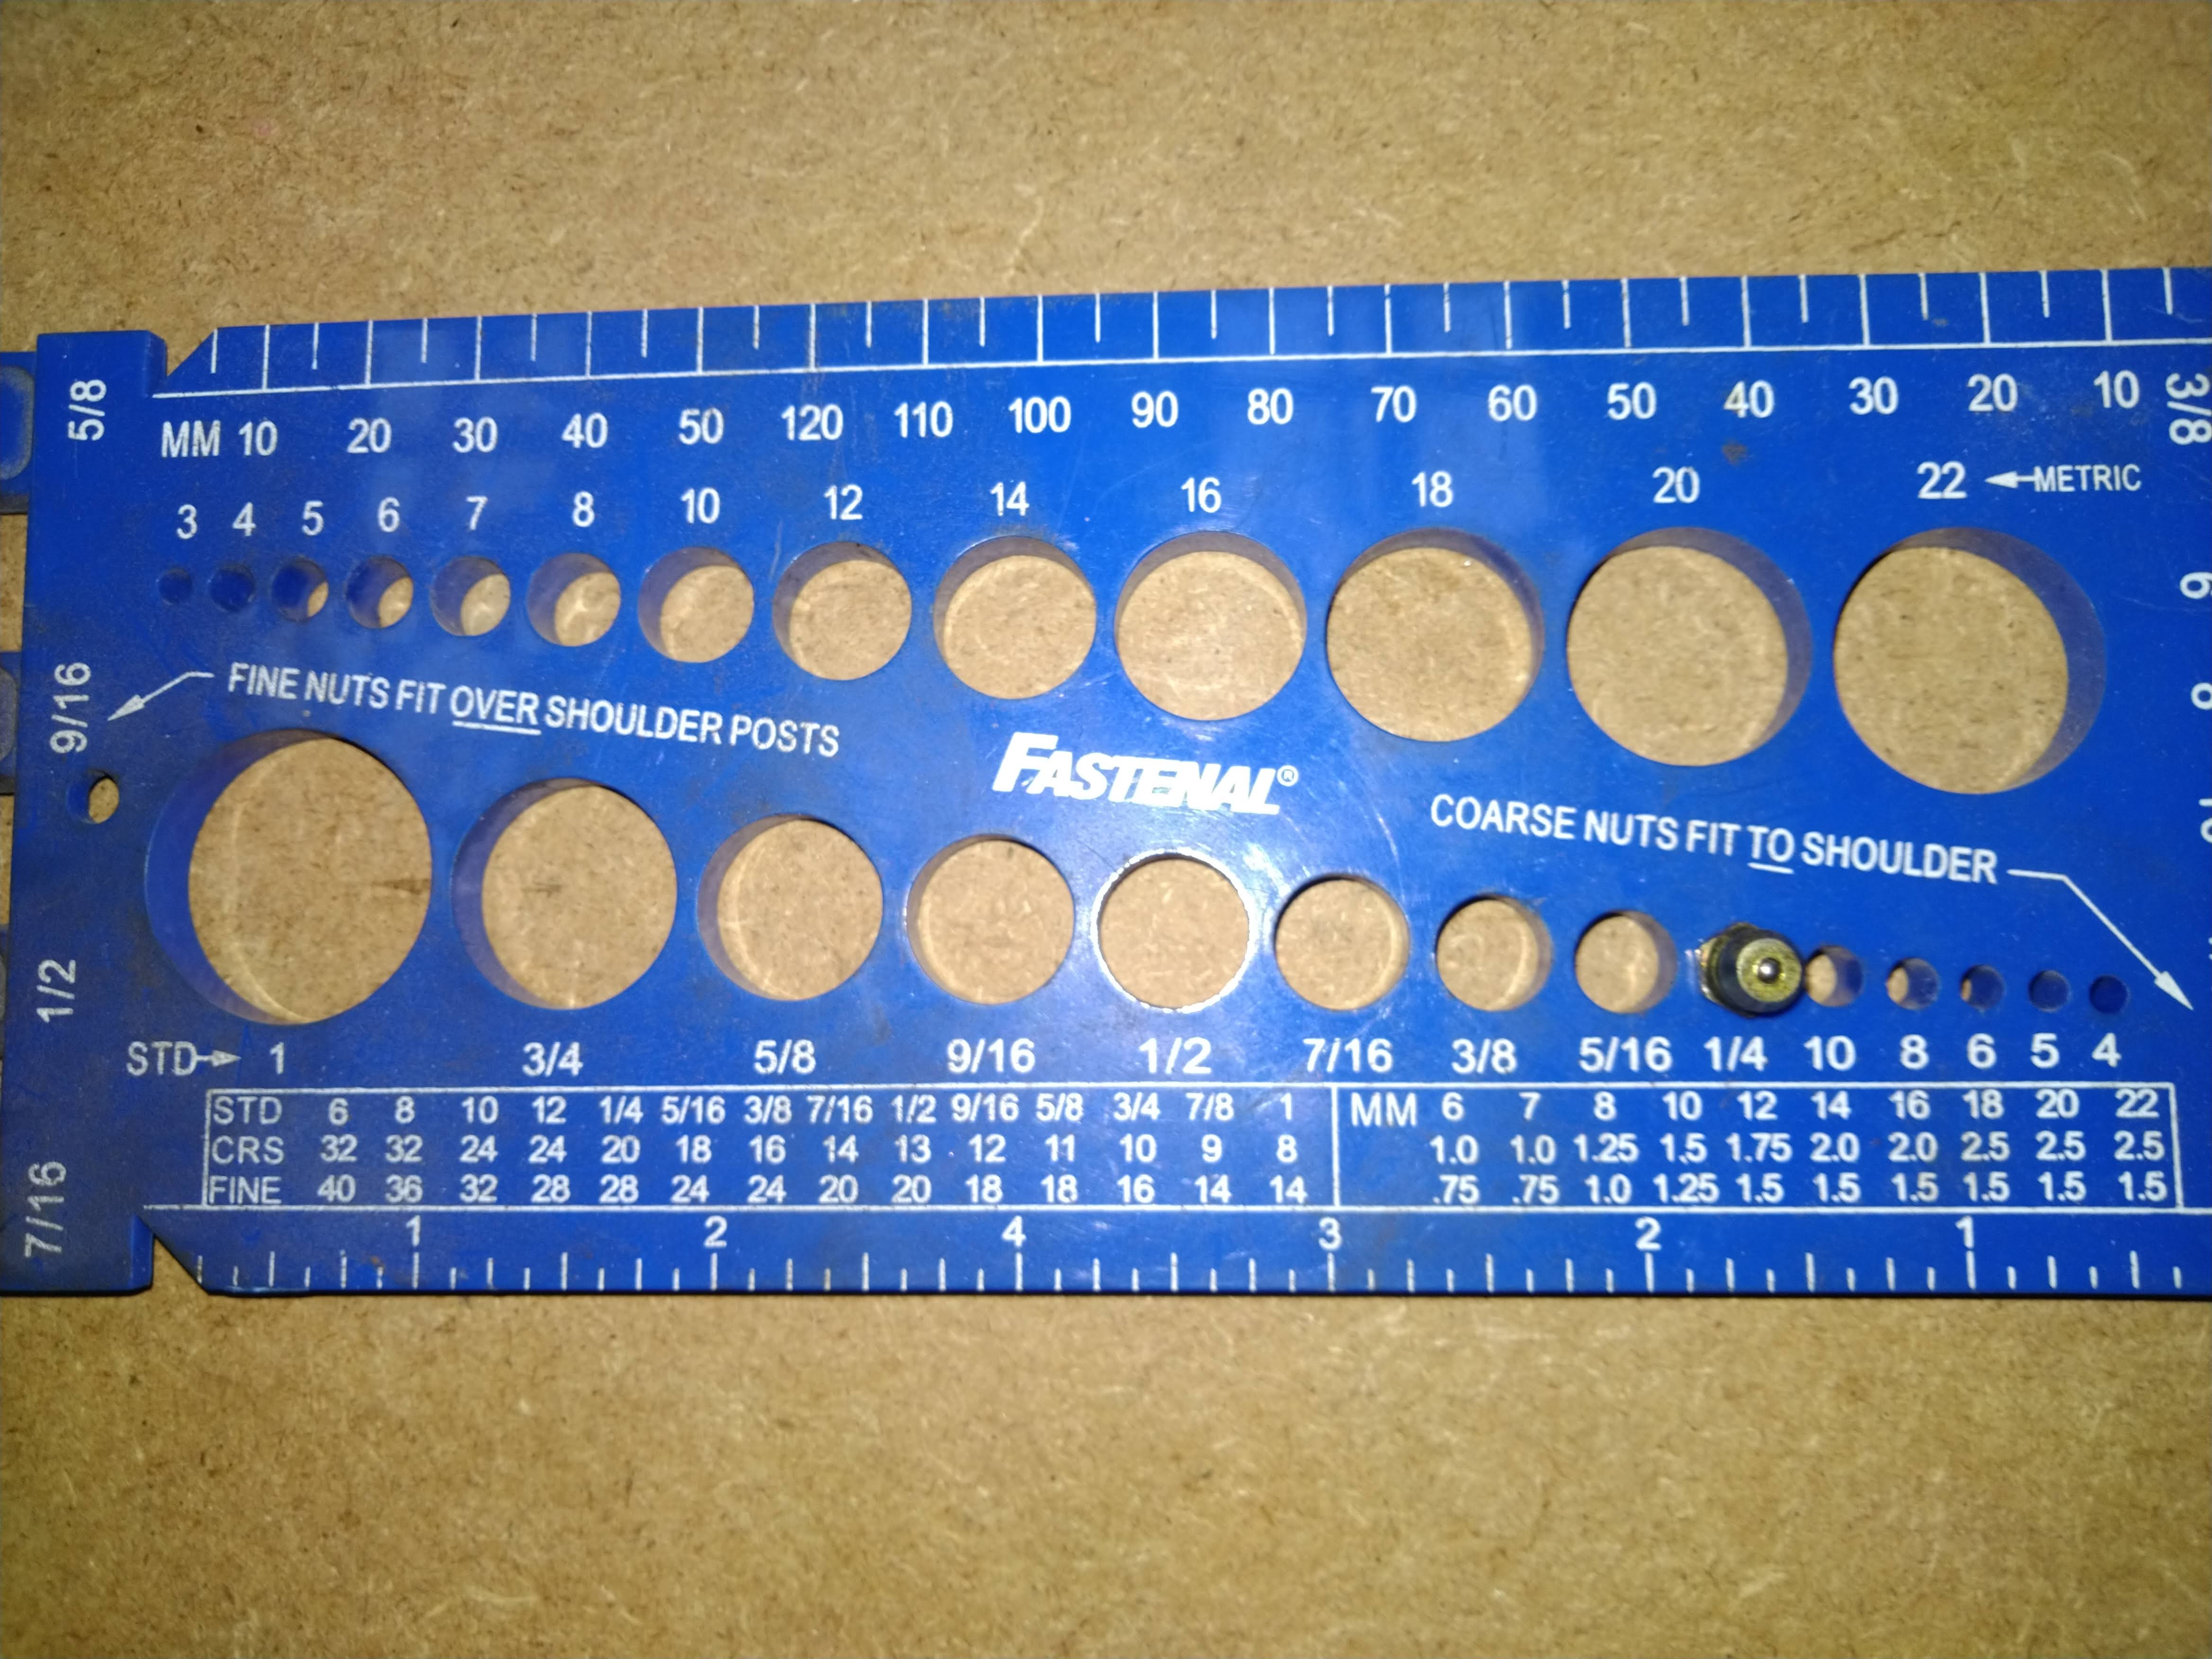 5/8
9/16
1/2
7/16
MM 10 20 30 40 50 120 110 100 90 80 70 60 50 40 30 20 10
3/8
3 4 5 6 7 8 10 12 14 16 18 20 22 ←METRIC
FINE NUTS FIT OVER SHOULDER POSTS
FASTENAL®
COARSE NUTS FIT TO SHOULDER
STD→ 1 3/4 5/8 9/16 1/2 7/16 3/8 5/16 1/4 10 8 6 5 4
STD 6 8 10 12 1/4 5/16 3/8 7/16 1/2 9/16 5/8 3/4 7/8 1
CRS 32 32 24 24 20 18 16 14 13 12 11 10 9 8
FINE 40 36 32 28 28 24 24 20 20 18 18 16 14 14
MM 6 7 8 10 12 14 16 18 20 22
1.0 1.0 1.25 1.5 1.75 2.0 2.0 2.5 2.5 2.5
.75 .75 1.0 1.25 1.5 1.5 1.5 1.5 1.5 1.5
1 2 4 3 2 1